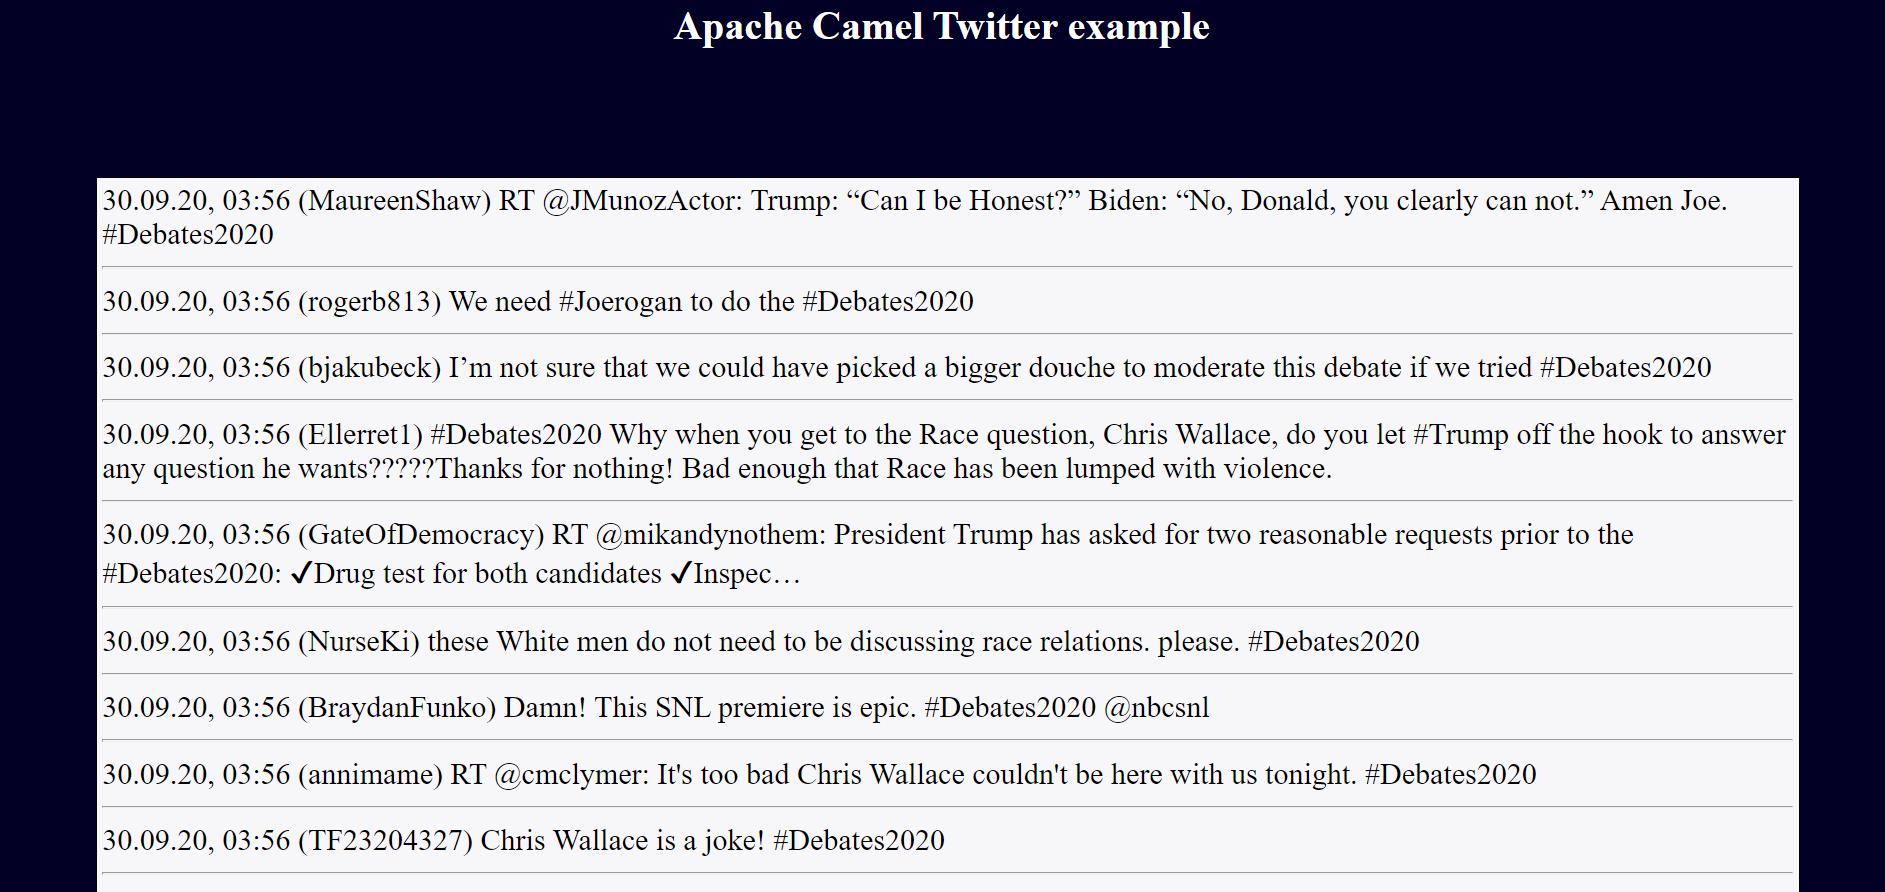 Apache Camel Twitter example
30.09.20, 03:56 (MaureenShaw) RT @JMunozActor: Trump: “Can I be Honest?” Biden: “No, Donald, you clearly can not.” Amen Joe.
#Debates2020
30.09.20, 03:56 (rogerb813) We need #Joerogan to do the #Debates2020
30.09.20, 03:56 (bjakubeck) I’m not sure that we could have picked a bigger douche to moderate this debate if we tried #Debates2020
30.09.20, 03:56 (Ellerret1) #Debates2020 Why when you get to the Race question, Chris Wallace, do you let #Trump off the hook to answer
any question he wants?????Thanks for nothing! Bad enough that Race has been lumped with violence.
30.09.20, 03:56 (GateOfDemocracy) RT @mikandynothem: President Trump has asked for two reasonable requests prior to the
#Debates2020: ✔Drug test for both candidates ✔Inspec…
30.09.20, 03:56 (NurseKi) these White men do not need to be discussing race relations. please. #Debates2020
30.09.20, 03:56 (BraydanFunko) Damn! This SNL premiere is epic. #Debates2020 @nbcsnl
30.09.20, 03:56 (annimame) RT @cmclymer: It's too bad Chris Wallace couldn't be here with us tonight. #Debates2020
30.09.20, 03:56 (TF23204327) Chris Wallace is a joke! #Debates2020